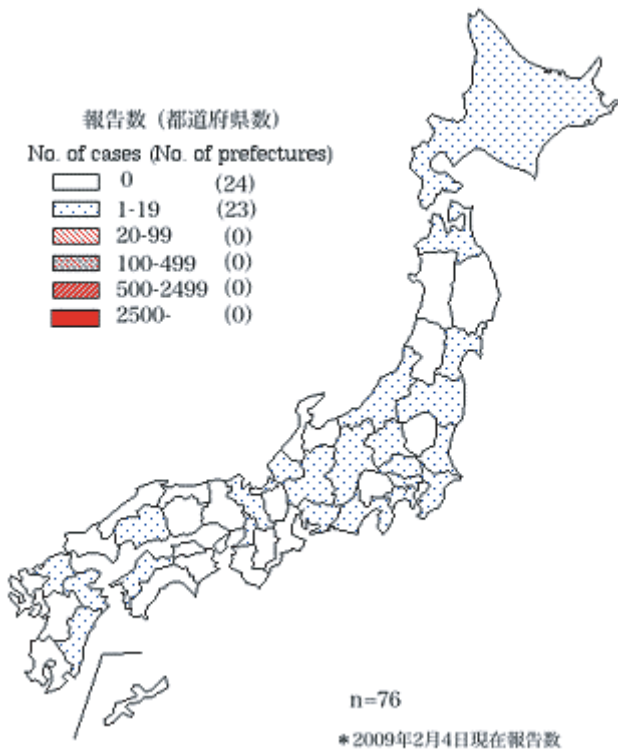 報告数（都道府県数）
No. of cases (No. of prefectures)
0 (24)
1-19 (23)
20-99 (0)
100-499 (0)
500-2499 (0)
2500- (0)
n=76
*2009年2月4日現在報告数